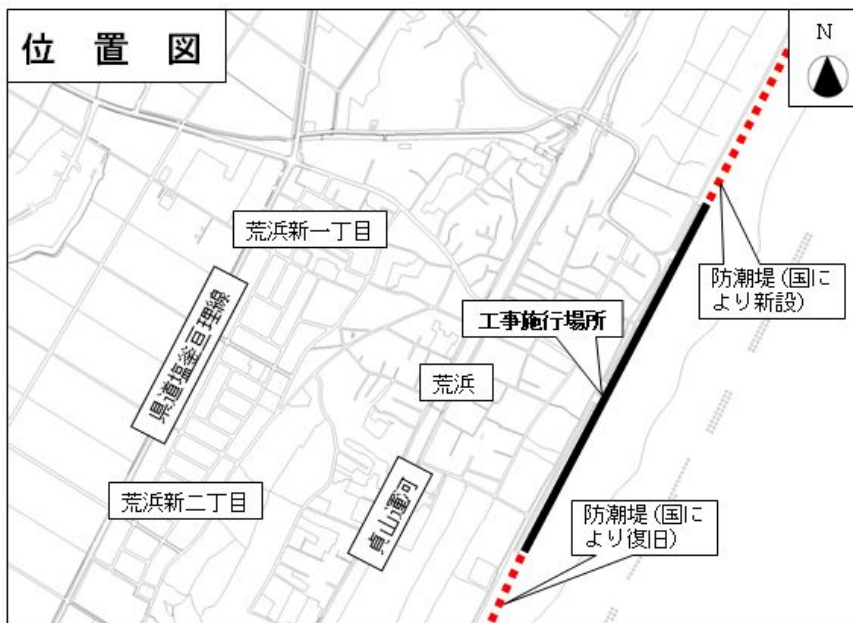 位 置 図
N
荒浜新一丁目
防潮堤(国に
より新設)
工事施行場所
県道塩釜亘理線
荒浜
荒浜新二丁目
貞山運河
防潮堤(国に
より復旧)